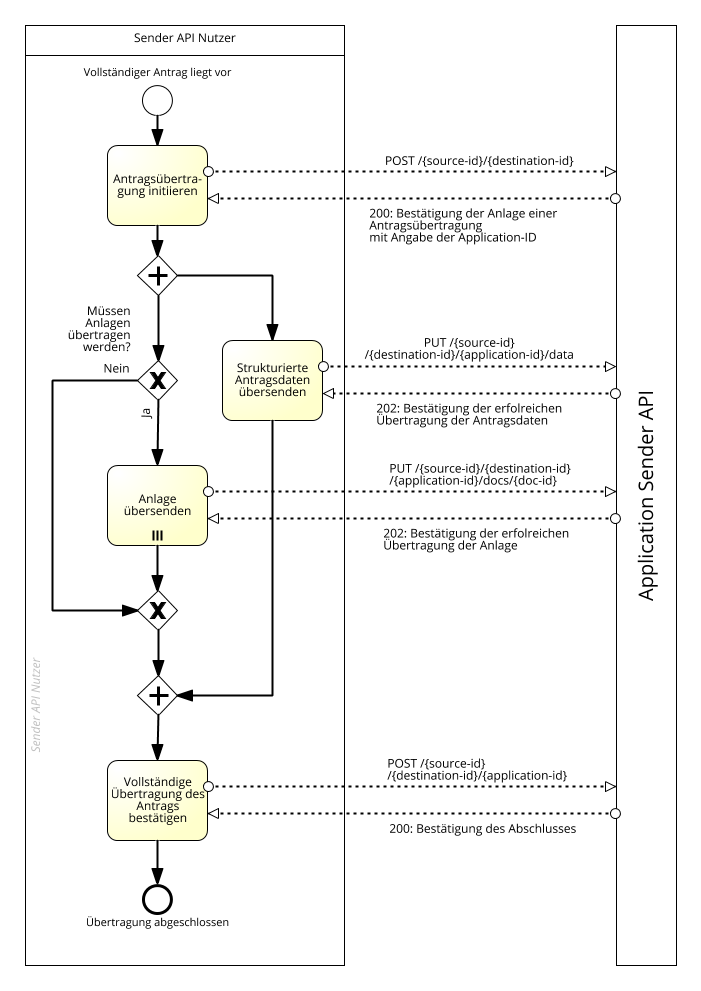 Sender API Nutzer
Vollständiger Antrag liegt vor
Antragsübertra-
gung initiieren
POST /{source-id}/{destination-id}
200: Bestätigung der Anlage einer
Antragsübertragung
mit Angabe der Application-ID
Müssen
Anlagen
übertragen
werden?
Nein
Ja
Strukturierte
Antragsdaten
übersenden
PUT /{source-id}
/{destination-id}/{application-id}/data
202: Bestätigung der erfolreichen
Übertragung der Antragsdaten
Anlage
übersenden
PUT /{source-id}/{destination-id}
/{application-id}/docs/{doc-id}
202: Bestätigung der erfolreichen
Übertragung der Anlage
Application Sender API
Sender API Nutzer
Vollständige
Übertragung des
Antrags
bestätigen
POST /{source-id}
/{destination-id}/{application-id}
200: Bestätigung des Abschlusses
Übertragung abgeschlossen